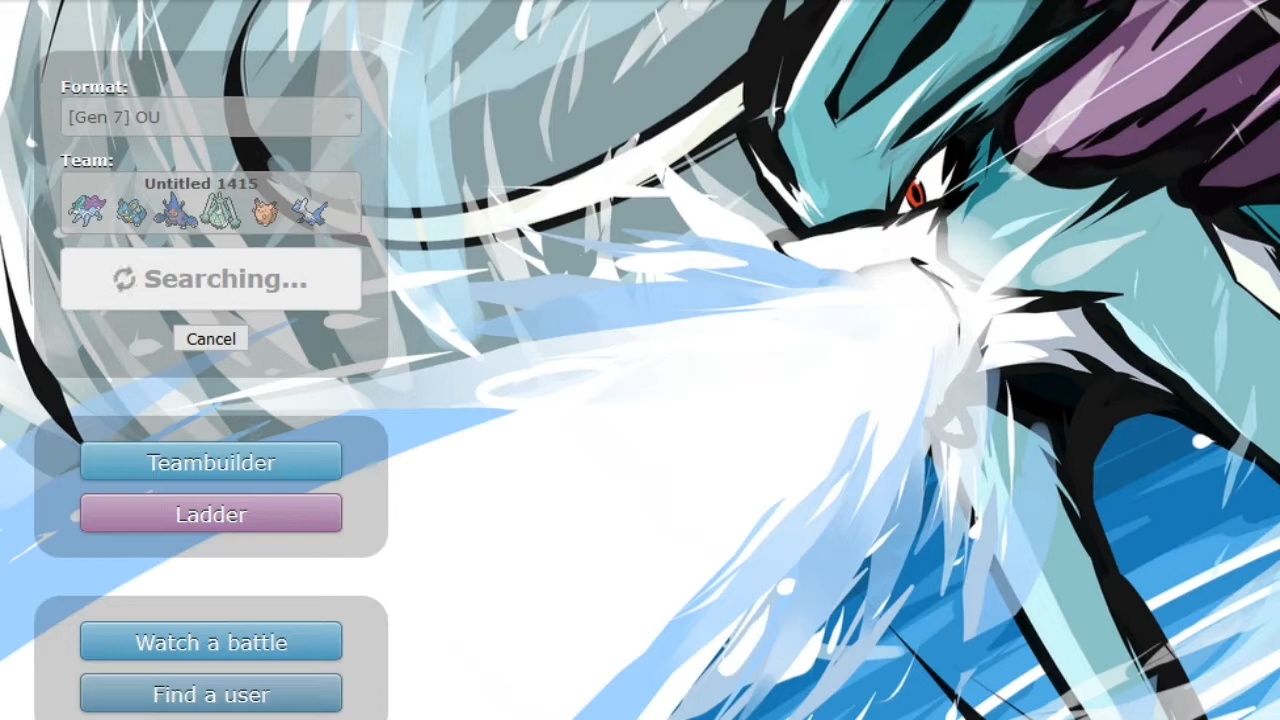 Format:
[Gen 7] OU
Team:
Untitled 1415
Searching...
Cancel
Teambuilder
Ladder
Watch a battle
Find a user